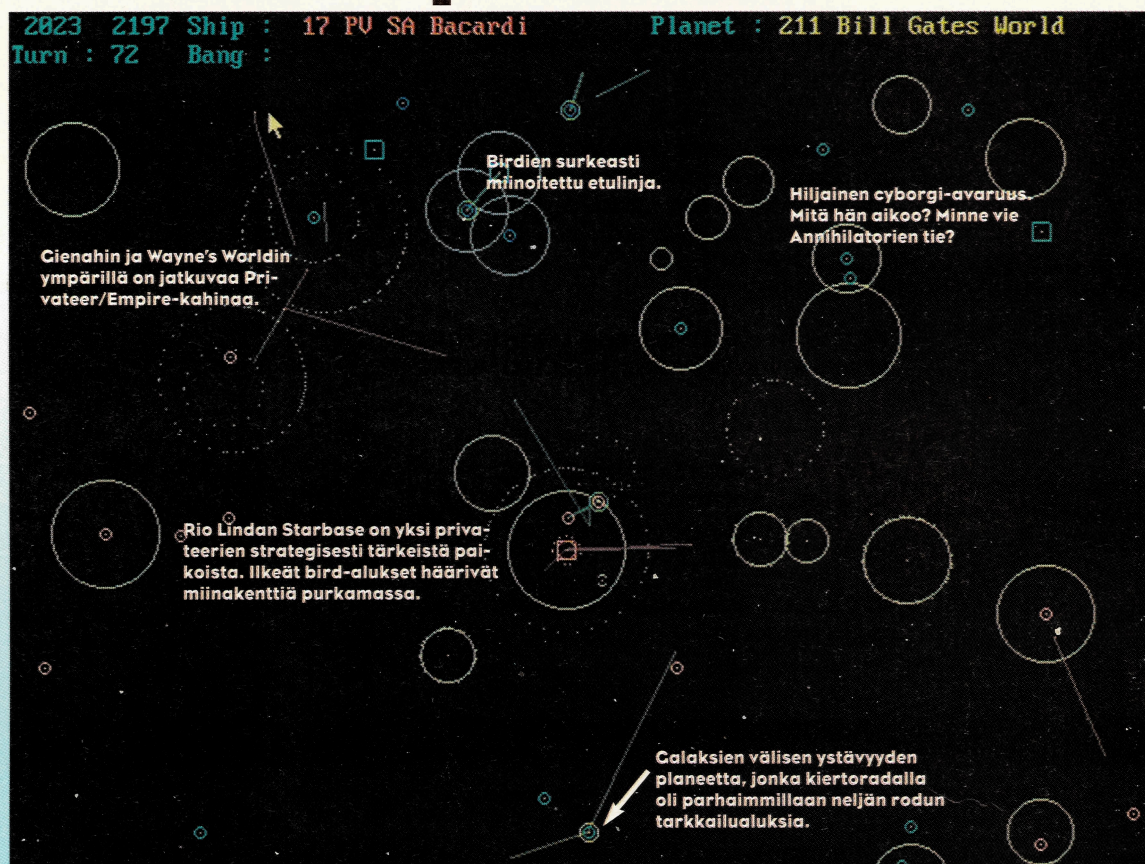 2023 2197 Ship : 17 PV SA Bacardi Planet : 211 Bill Gates World
Turn : 72 Bang :
Birdien surkeasti
miinoitettu etulinja.
Hiljainen cyborgi-avaruus.
Mitä hän aikoo? Minne vie
Annihilatorien tie?
Gienahin ja Wayne's Worldin
ympärillä on jatkuvaa Pri-
vateer/Empire-kahinaa.
Rio Lindan Starbase on yksi priva-
teerien strategisesti tärkeistä pai-
koista. Ilkeät bird-alukset häärivät
miinakenttiä purkamassa.
Galaksien välisen ystävyyden
planeetta, jonka kiertoradalla
oli parhaimmillaan neljän rodun
tarkkailualuksia.